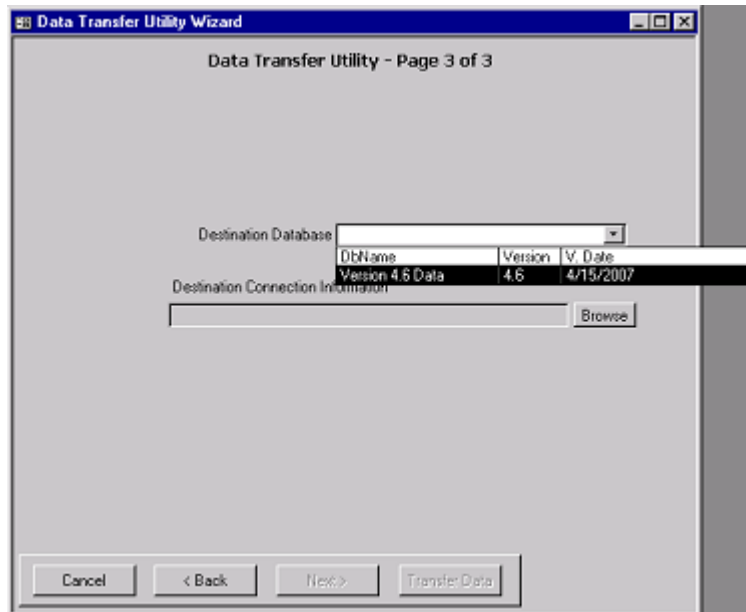 Data Transfer Utility Wizard
Data Transfer Utility - Page 3 of 3
Destination Database
DbName Version V. Date
Version 4.6 Data 4.6 4/15/2007
Destination Connection Information
Browse
Cancel < Back Next > Transfer Data